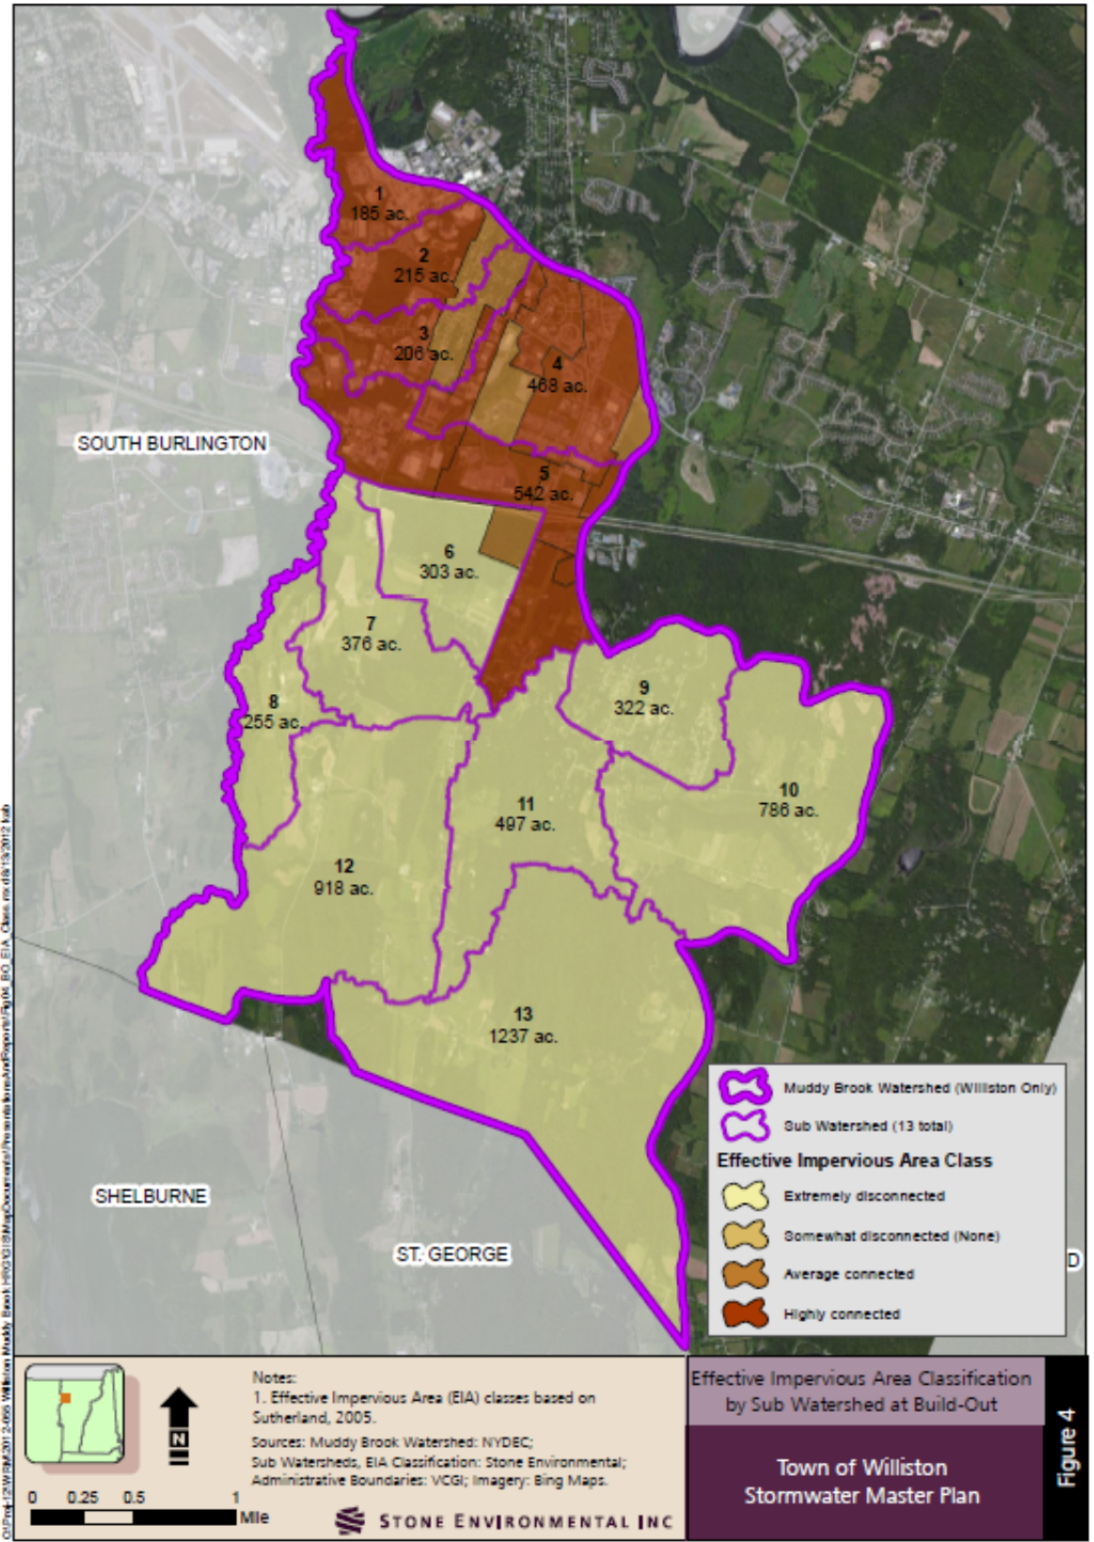 1
185 ac.
2
215 ac.
3
206 ac.
4
468 ac.
SOUTH BURLINGTON
5
542 ac.
6
303 ac.
7
376 ac.
8
255 ac.
9
322 ac.
10
786 ac.
11
497 ac.
12
918 ac.
13
1237 ac.
SHELBURNE
ST. GEORGE
D
Muddy Brook Watershed (Williston Only)
Sub Watershed (13 total)
Effective Impervious Area Class
Extremely disconnected
Somewhat disconnected (None)
Average connected
Highly connected
N
0 0.25 0.5 1
Mile
Notes:
1. Effective Impervious Area (EIA) classes based on
Sutherland, 2005.
Sources: Muddy Brook Watershed: NYDEC;
Sub Watersheds, EIA Classification: Stone Environmental;
Administrative Boundaries: VCGI; Imagery: Bing Maps.
STONE ENVIRONMENTAL INC
Effective Impervious Area Classification
by Sub Watershed at Build-Out
Town of Williston
Stormwater Master Plan
Figure 4